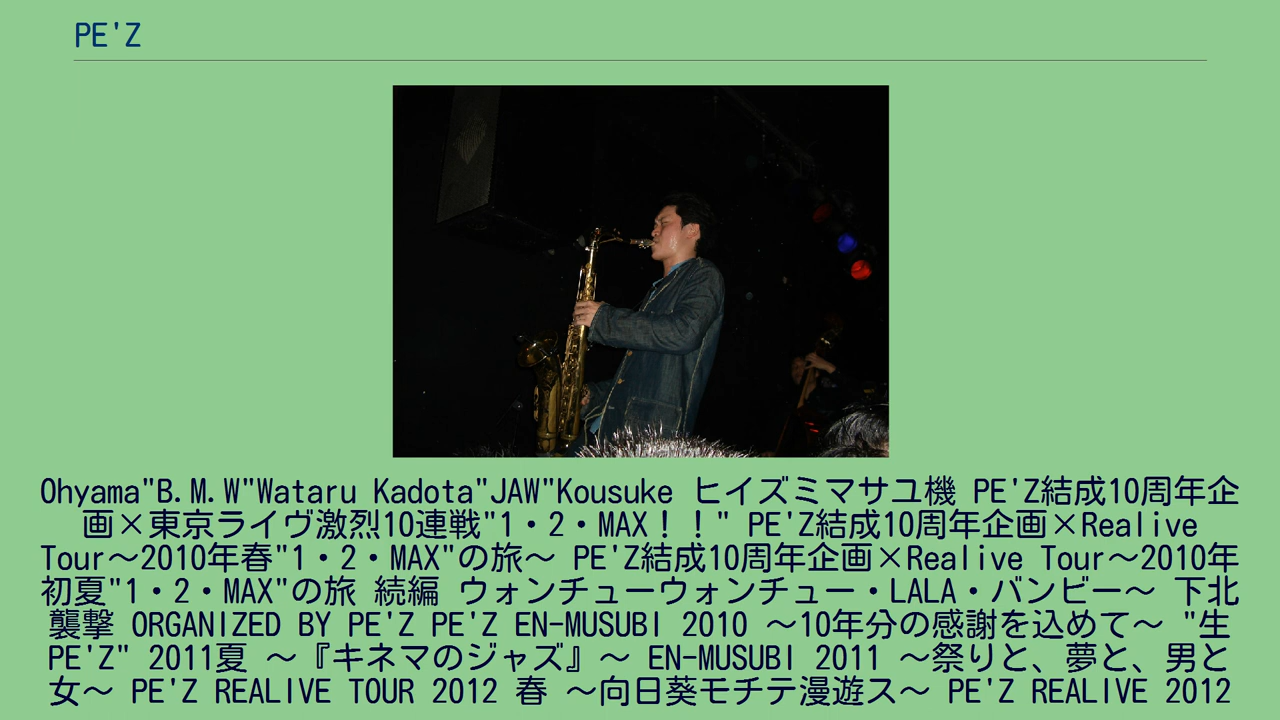 PE'Z
Ohyama"B.M.W"Wataru Kadota"JAW"Kousuke ヒイズミマサユ機 PE'Z結成10周年企
画×東京ライヴ激烈10連戦"1・2・MAX！！" PE'Z結成10周年企画×Realive
Tour～2010年春"1・2・MAX"の旅～ PE'Z結成10周年企画×Realive Tour～2010年
初夏"1・2・MAX"の旅 続編 ウォンチューウォンチュー・LALA・バンビー～ 下北
襲撃 ORGANIZED BY PE'Z PE'Z EN-MUSUBI 2010 ～10年分の感謝を込めて～ "生
PE'Z" 2011夏 ～『キネマのジャズ』～ EN-MUSUBI 2011 ～祭りと、夢と、男と
女～ PE'Z REALIVE TOUR 2012 春 ～向日葵モチテ漫遊ス～ PE'Z REALIVE 2012